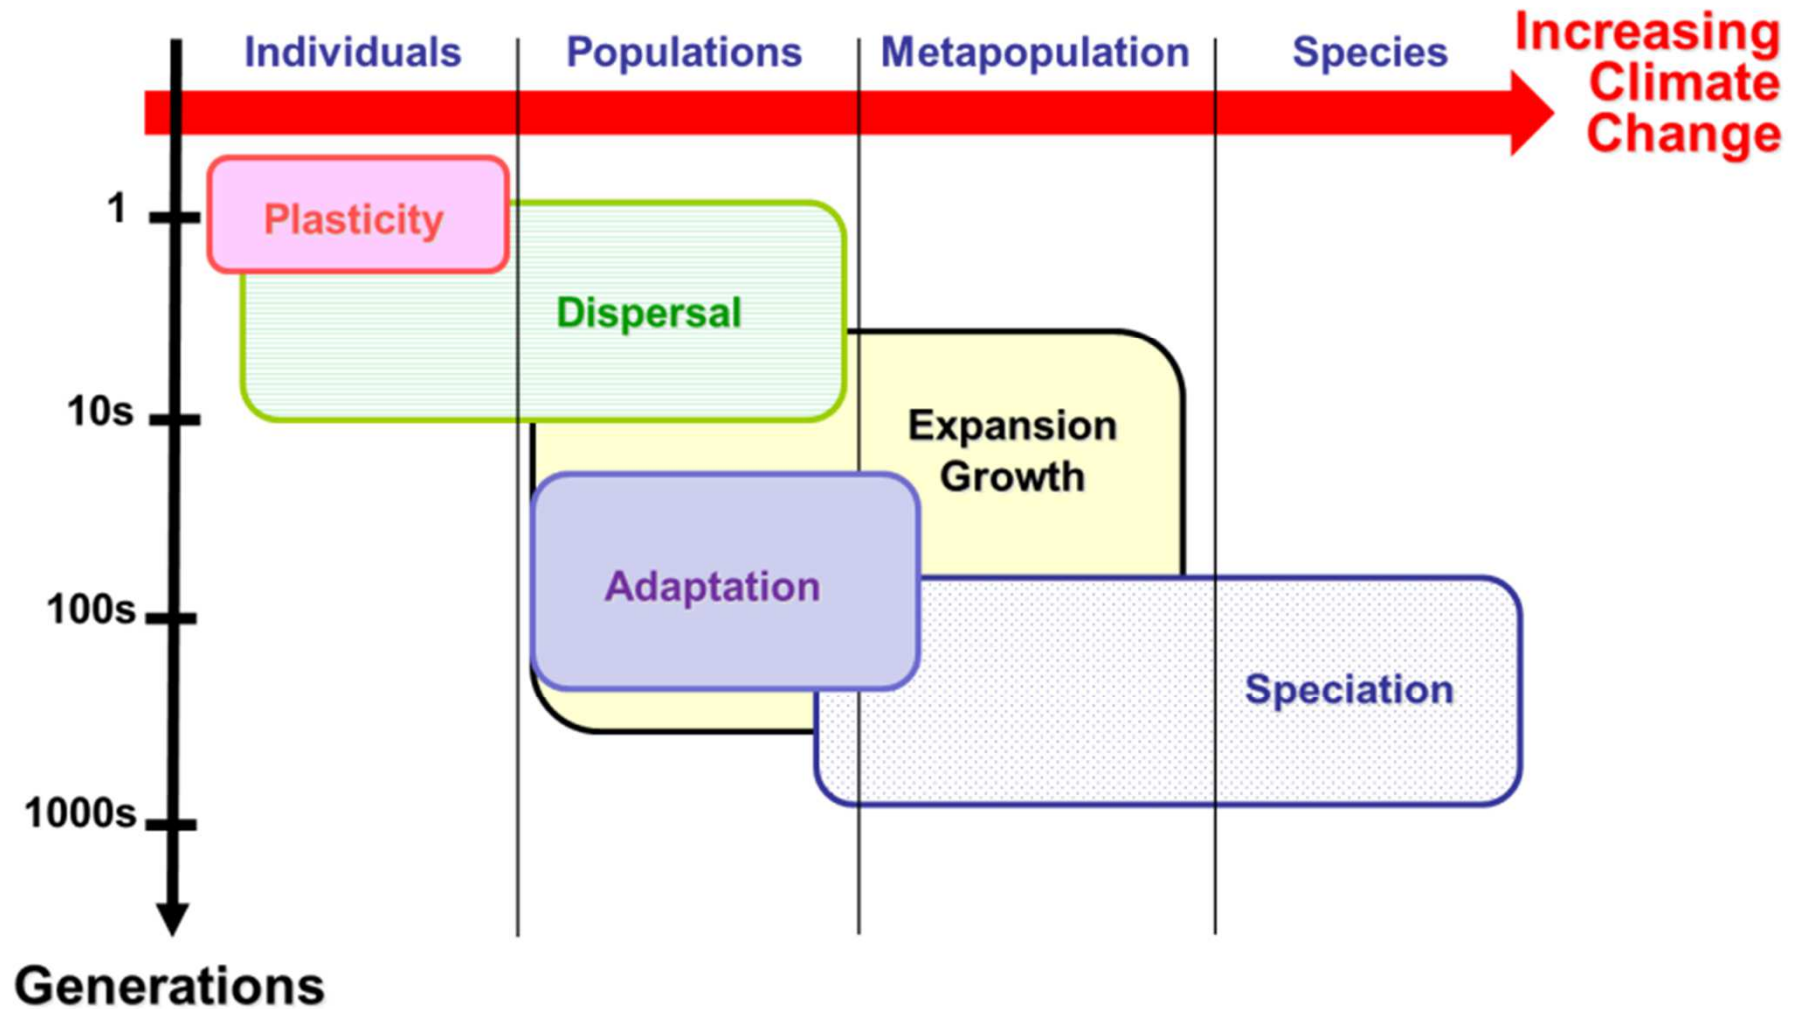 Individuals
Populations
Metapopulation
Species
Increasing
Climate
Change
1
Plasticity
Dispersal
10s
Expansion
Growth
Adaptation
100s
Speciation
1000s
Generations